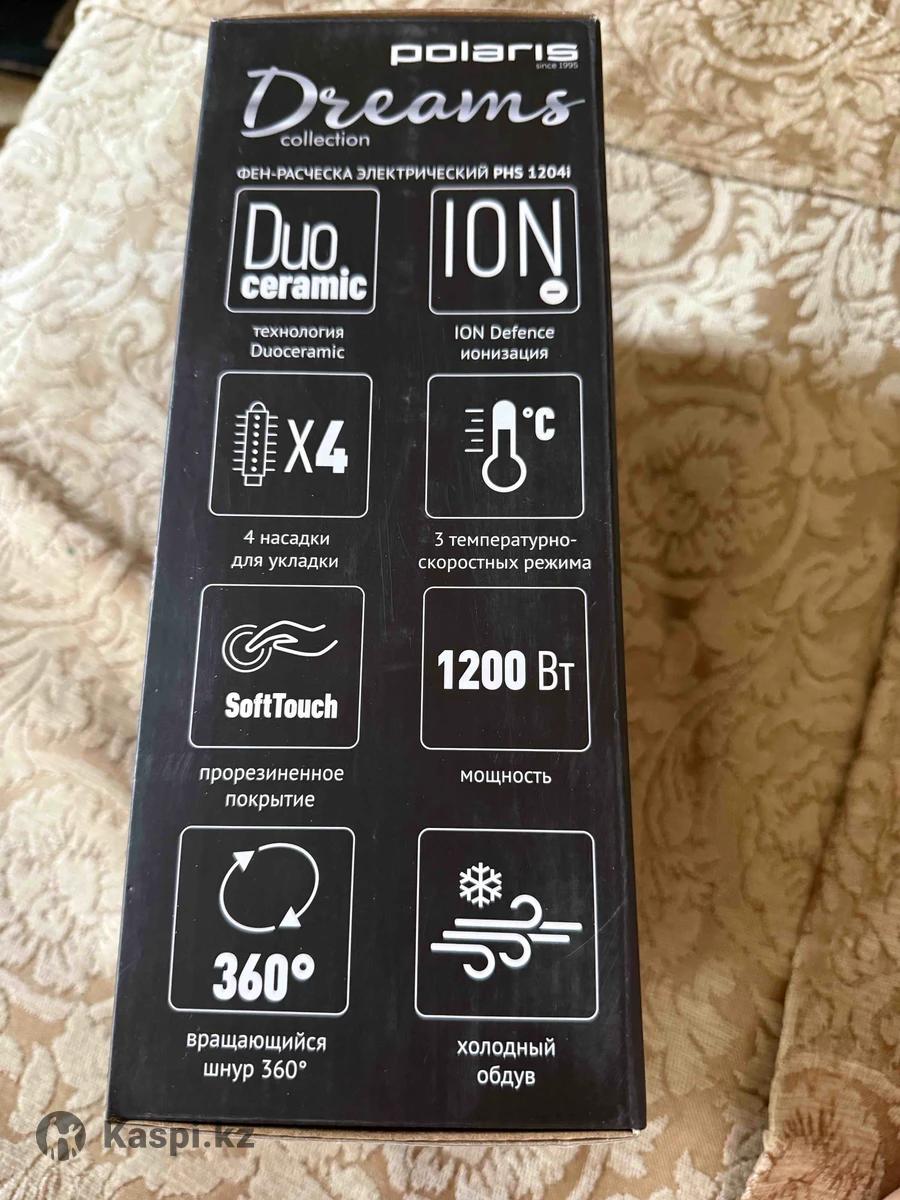 polaris
since 1995
Dreams
collection
ФЕН-РАСЧЕСКА ЭЛЕКТРИЧЕСКИЙ PHS 1204i
Duo
ceramic
технология
Duoceramic
ION
ION Defence
ионизация
X4
4 насадки
для укладки
°C
3 температурно-
скоростных режима
SoftTouch
прорезиненное
покрытие
1200 Вт
мощность
360°
вращающийся
шнур 360°
холодный
обдув
Kaspi.kz